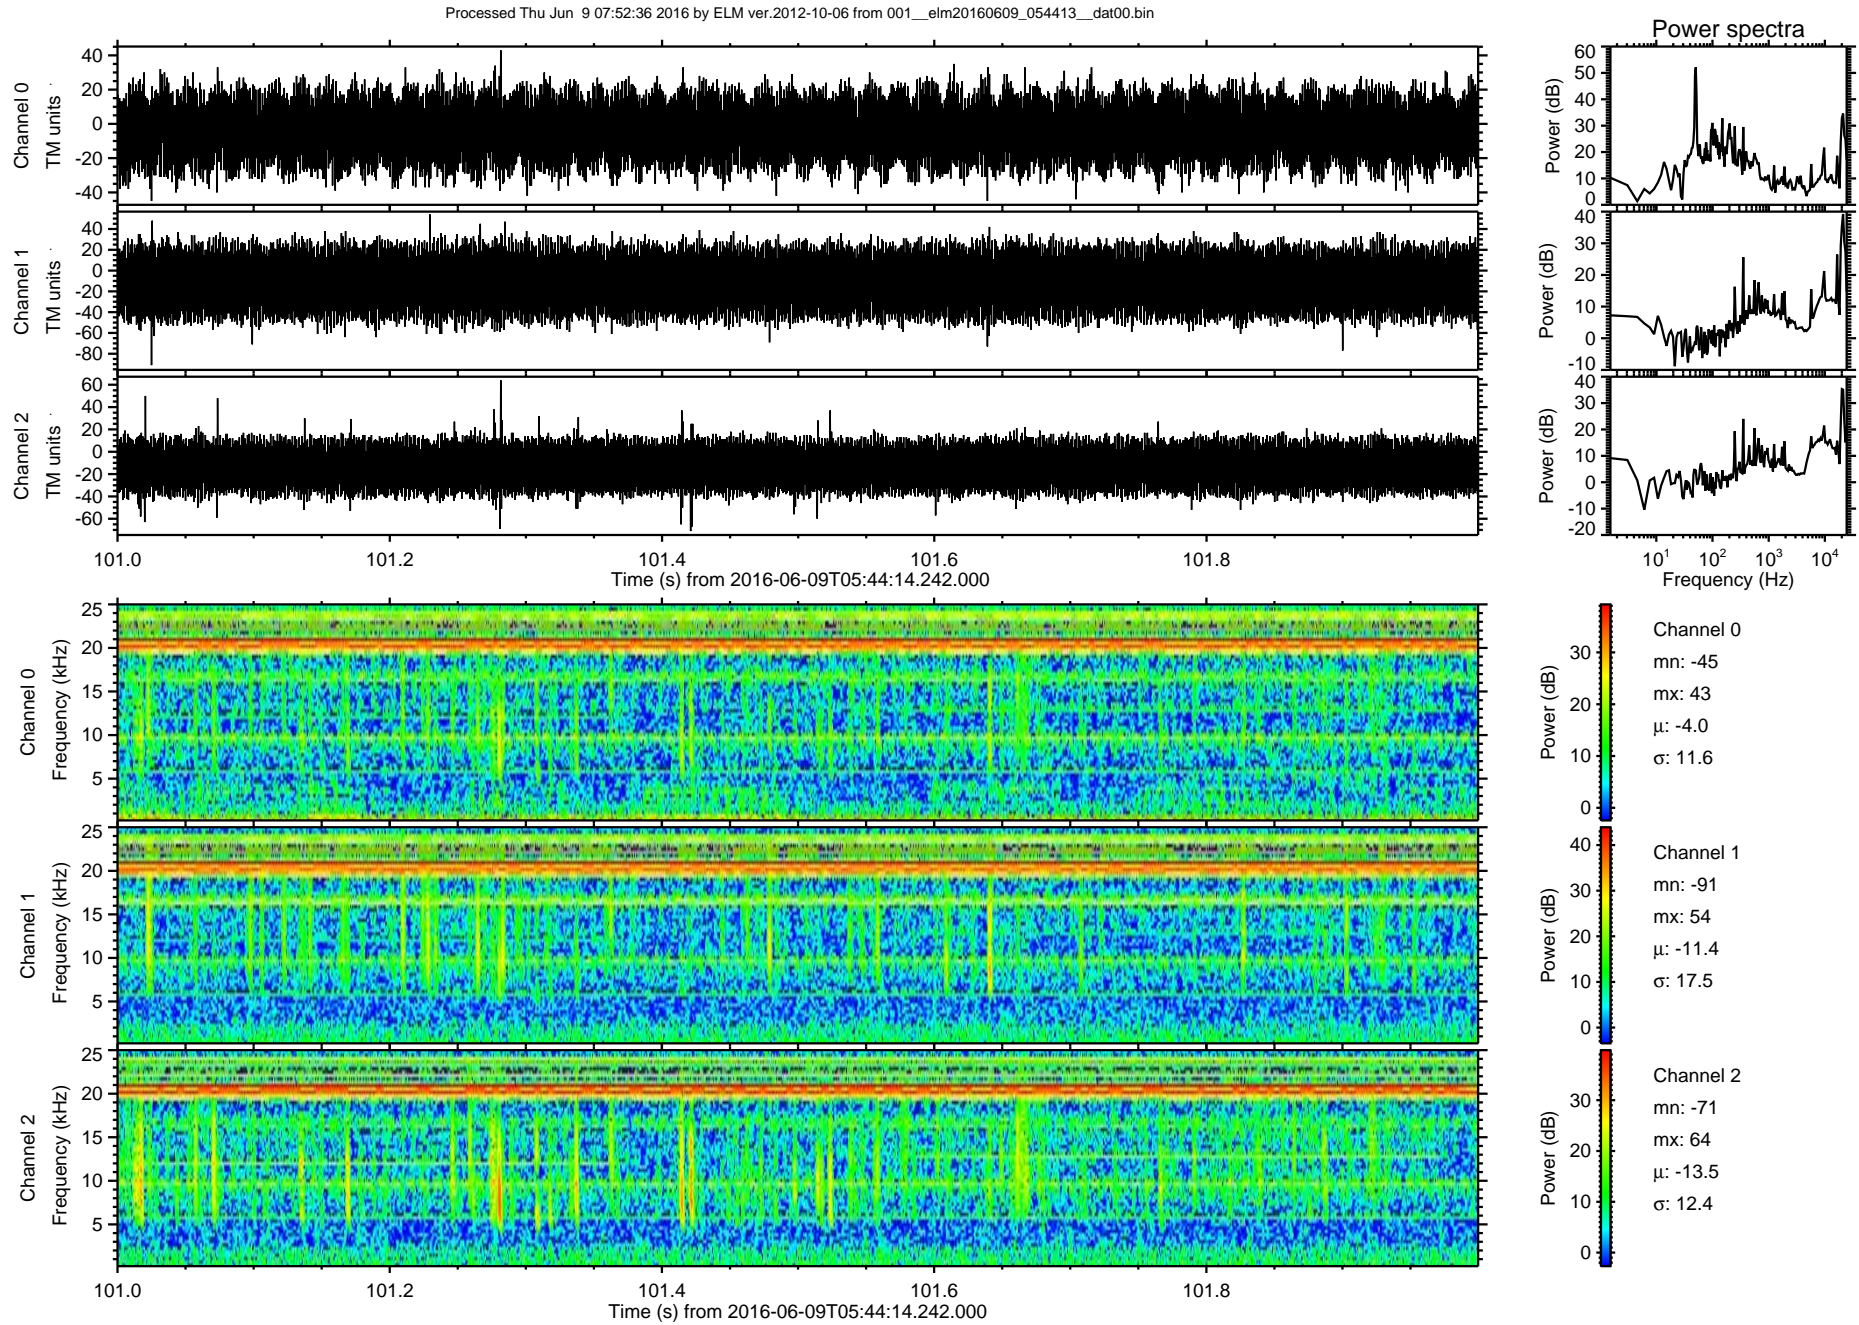 Processed Thu Jun  9 07:52:36 2016 by ELM ver.2012-10-06 from 001__elm20160609_054413__dat00.bin
Power spectra
Channel 0
TM units
40
20
0
-20
-40
Power (dB)
60
50
40
30
20
10
0
Channel 1
TM units
40
20
0
-20
-40
-60
-80
Power (dB)
40
30
20
10
0
-10
Channel 2
TM units
60
40
20
0
-20
-40
-60
Power (dB)
40
30
20
10
0
-10
-20
101.0 101.2 101.4 101.6 101.8
Time (s) from 2016-06-09T05:44:14.242.000
10^1 10^2 10^3 10^4
Frequency (Hz)
Channel 0
Frequency (kHz)
25
20
15
10
5
Power (dB)
30
20
10
0
Channel 0
mn: -45
mx: 43
μ: -4.0
σ: 11.6
Channel 1
Frequency (kHz)
25
20
15
10
5
Power (dB)
40
30
20
10
0
Channel 1
mn: -91
mx: 54
μ: -11.4
σ: 17.5
Channel 2
Frequency (kHz)
25
20
15
10
5
Power (dB)
30
20
10
0
Channel 2
mn: -71
mx: 64
μ: -13.5
σ: 12.4
101.0 101.2 101.4 101.6 101.8
Time (s) from 2016-06-09T05:44:14.242.000